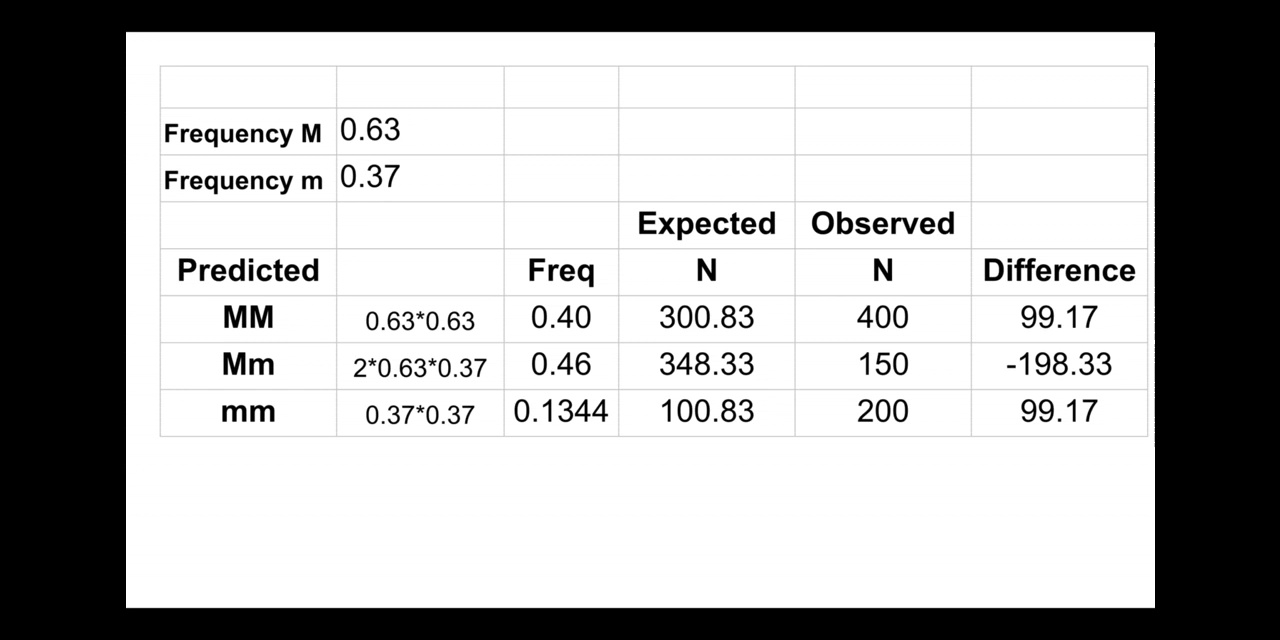 Frequency M 0.63
Frequency m 0.37
Expected Observed
Predicted Freq N N Difference
MM 0.63*0.63 0.40 300.83 400 99.17
Mm 2*0.63*0.37 0.46 348.33 150 -198.33
mm 0.37*0.37 0.1344 100.83 200 99.17